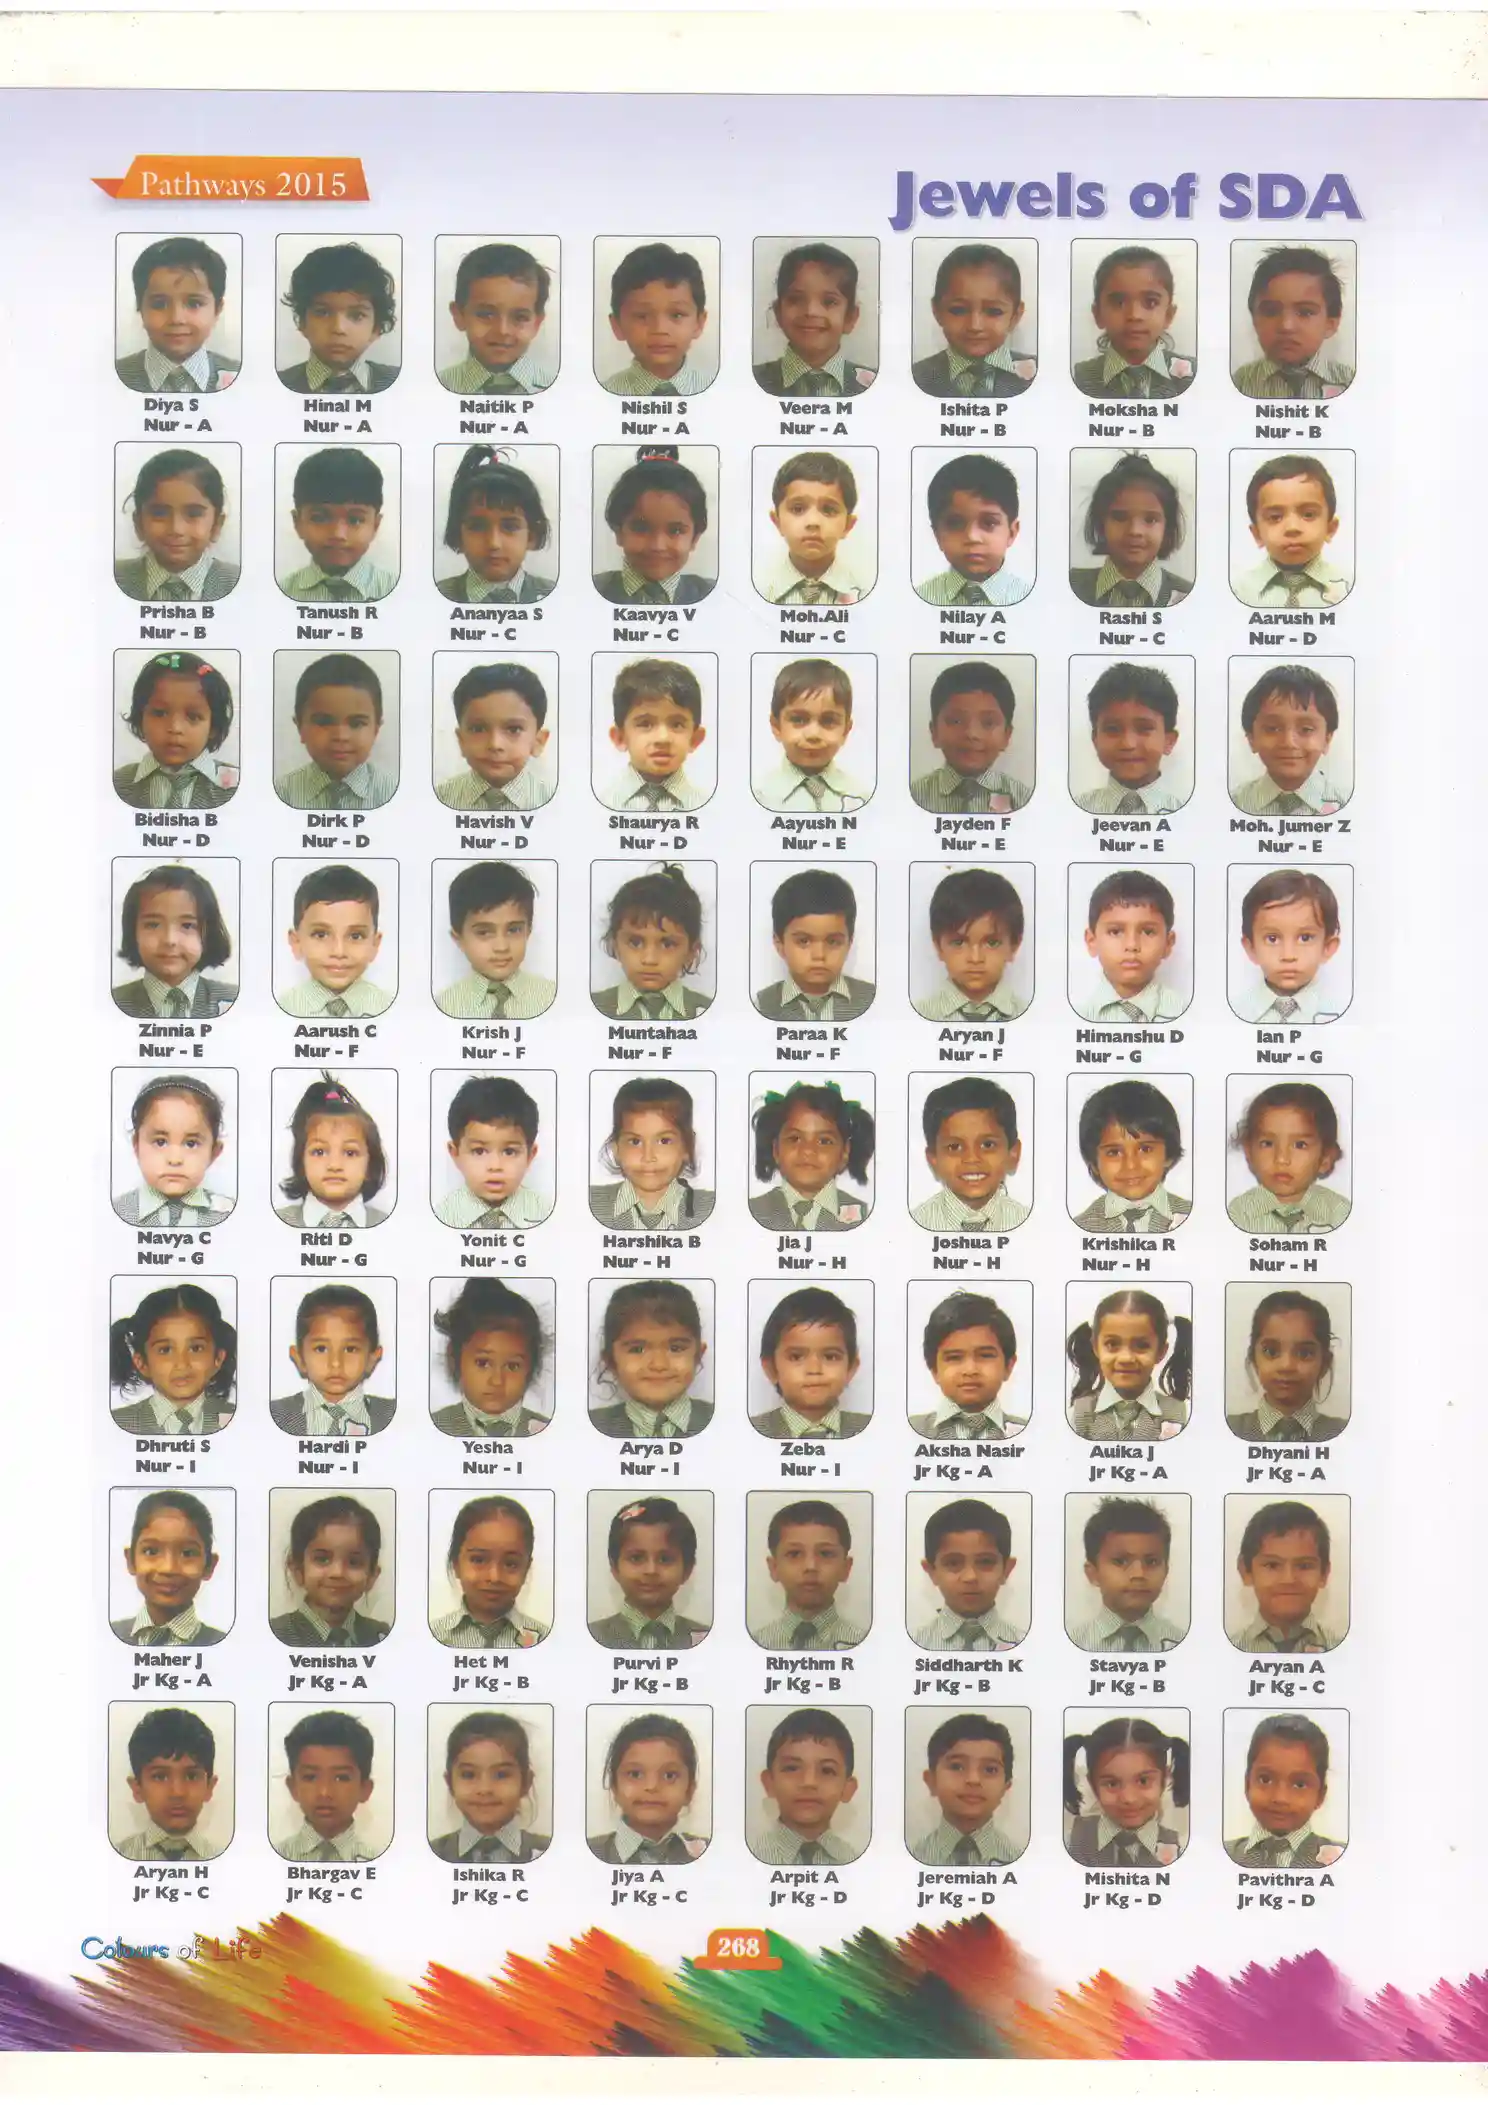 Pathways 2015
Jewels of SDA
Diya S Hinal M Naitik P Nishil S Veera M Ishita P Moksha N Nishit K
Nur - A Nur - A Nur - A Nur - A Nur - A Nur - B Nur - B Nur - B
Prisha B Tanush R Ananyaa S Kaavya V Moh.Ali Nilay A Rashi S Aarush M
Nur - B Nur - B Nur - C Nur - C Nur - C Nur - C Nur - C Nur - D
Bidisha B Dirk P Havish V Shaurya R Aayush N Jayden F Jeevan A Moh. Jumer Z
Nur - D Nur - D Nur - D Nur - D Nur - E Nur - E Nur - E Nur - E
Zinnia P Aarush C Krish J Muntahaa Paraa K Aryan J Himanshu D Ian P
Nur - E Nur - F Nur - F Nur - F Nur - F Nur - F Nur - G Nur - G
Navya C Riti D Yonit C Harshika B Jia J Joshua P Krishika R Soham R
Nur - G Nur - G Nur - G Nur - H Nur - H Nur - H Nur - H Nur - H
Dhruti S Hardi P Yesha Arya D Zeba Aksha Nasir Auika J Dhyani H
Nur - I Nur - I Nur - I Nur - I Nur - I Jr Kg - A Jr Kg - A Jr Kg - A
Maher J Venisha V Het M Purvi P Rhythm R Siddharth K Stavya P Aryan A
Jr Kg - A Jr Kg - A Jr Kg - B Jr Kg - B Jr Kg - B Jr Kg - B Jr Kg - B Jr Kg - C
Aryan H Bhargav E Ishika R Jiya A Arpit A Jeremiah A Mishita N Pavithra A
Jr Kg - C Jr Kg - C Jr Kg - C Jr Kg - C Jr Kg - D Jr Kg - D Jr Kg - D Jr Kg - D
Colours of Life
268